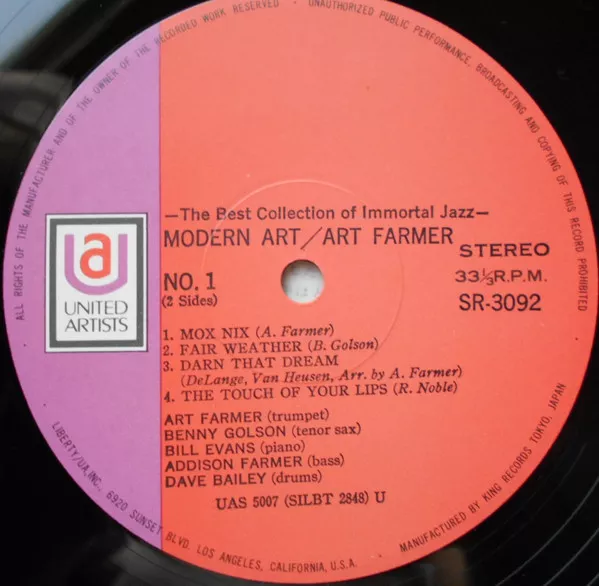 ALL RIGHTS OF THE MANUFACTURER AND OF THE OWNER OF THE RECORDED WORK RESERVED · UNAUTHORIZED PUBLIC PERFORMANCE, BROADCASTING AND COPYING OF THIS RECORD PROHIBITED
—The Best Collection of Immortal Jazz—
MODERN ART / ART FARMER
STEREO
NO. 1
33⅓R.P.M.
(2 Sides)
SR-3092
UA
UNITED
ARTISTS
1. MOX NIX (A. Farmer)
2. FAIR WEATHER (B. Golson)
3. DARN THAT DREAM
(DeLange, Van Heusen, Arr. by A. Farmer)
4. THE TOUCH OF YOUR LIPS (R. Noble)
ART FARMER (trumpet)
BENNY GOLSON (tenor sax)
BILL EVANS (piano)
ADDISON FARMER (bass)
DAVE BAILEY (drums)
UAS 5007 (SILBT 2848) U
LIBERTY/UA, INC., 6920 SUNSET BLVD. LOS ANGELES, CALIFORNIA, U.S.A.
MANUFACTURED BY KING RECORDS TOKYO, JAPAN